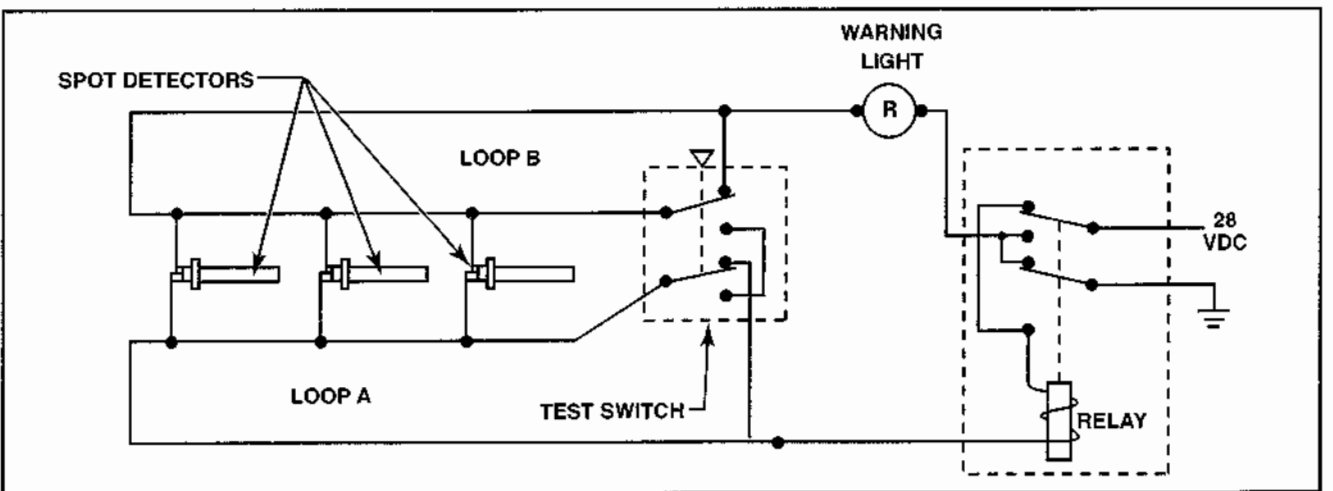 WARNING
LIGHT
SPOT DETECTORS
R
LOOP B
28
VDC
LOOP A
TEST SWITCH
RELAY